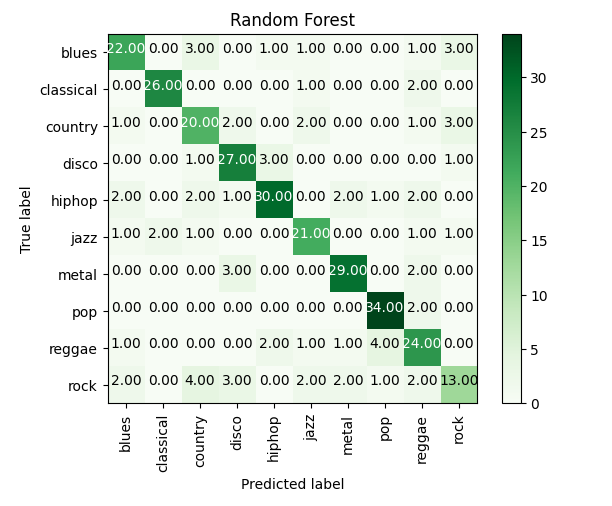 Random Forest
blues 22.00 0.00 3.00 0.00 1.00 1.00 0.00 0.00 1.00 3.00
classical 0.00 26.00 0.00 0.00 0.00 1.00 0.00 0.00 2.00 0.00
country 1.00 0.00 20.00 2.00 0.00 2.00 0.00 0.00 1.00 3.00
disco 0.00 0.00 1.00 27.00 3.00 0.00 0.00 0.00 0.00 1.00
hiphop 2.00 0.00 2.00 1.00 30.00 0.00 2.00 1.00 2.00 0.00
jazz 1.00 2.00 1.00 0.00 0.00 21.00 0.00 0.00 1.00 1.00
metal 0.00 0.00 0.00 3.00 0.00 0.00 29.00 0.00 2.00 0.00
pop 0.00 0.00 0.00 0.00 0.00 0.00 0.00 34.00 2.00 0.00
reggae 1.00 0.00 0.00 0.00 2.00 1.00 1.00 4.00 24.00 0.00
rock 2.00 0.00 4.00 3.00 0.00 2.00 2.00 1.00 2.00 13.00
blues classical country disco hiphop jazz metal pop reggae rock
Predicted label
True label
30
25
20
15
10
5
0